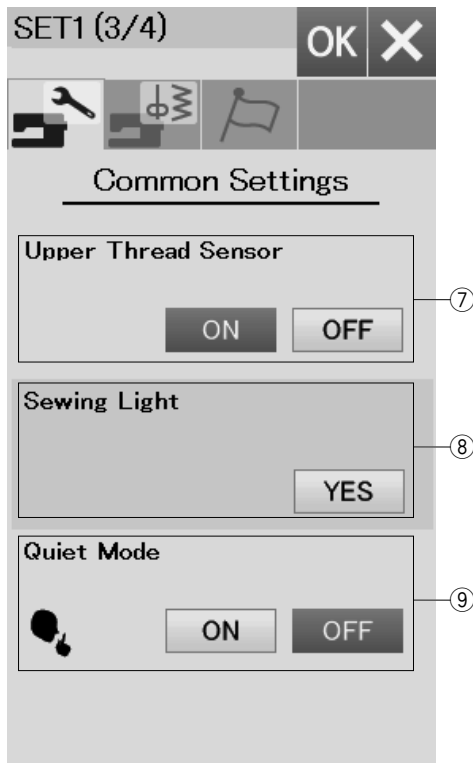 SET1 (3/4)
OK
Common Settings
Upper Thread Sensor
ON OFF
⑦
Sewing Light
YES
⑧
Quiet Mode
ON OFF
⑨